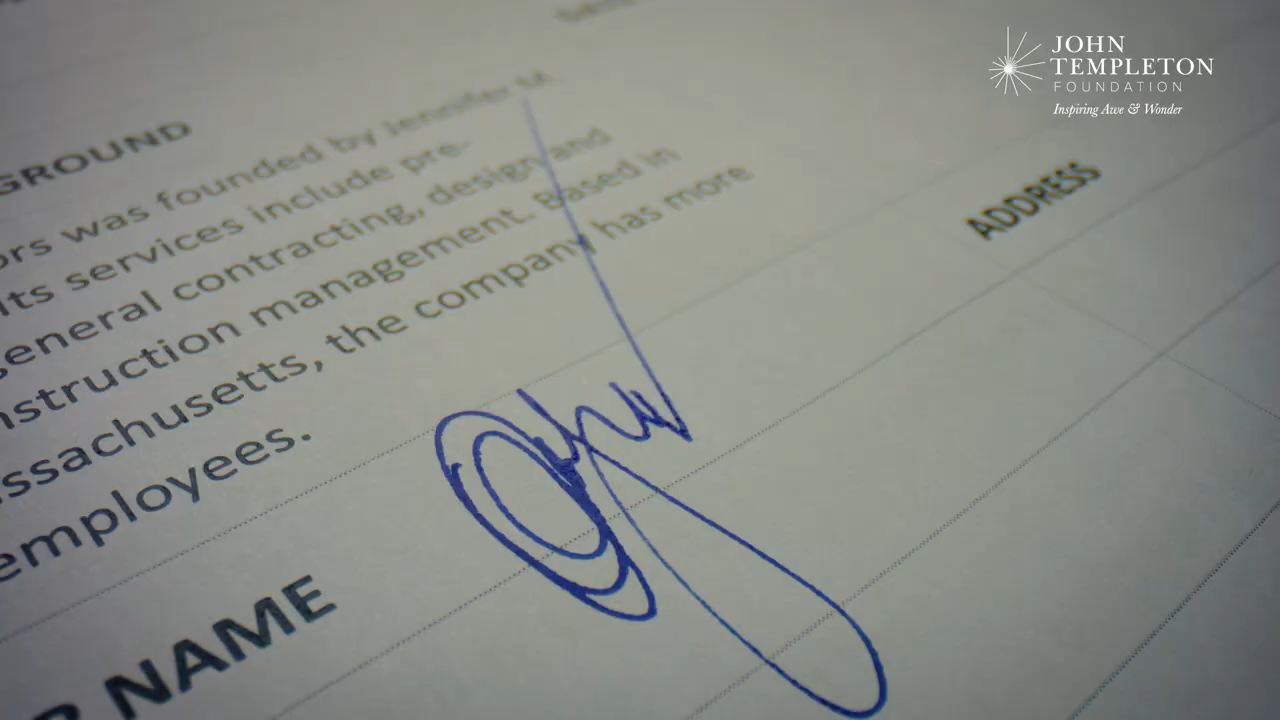 GROUND
ors was founded by Jennifer M.
Its services include pre-
general contracting, design and
nstruction management. Based in
ssachusetts, the company has more
employees.
NAME
ADDRESS
JOHN
TEMPLETON
FOUNDATION
Inspiring Awe & Wonder